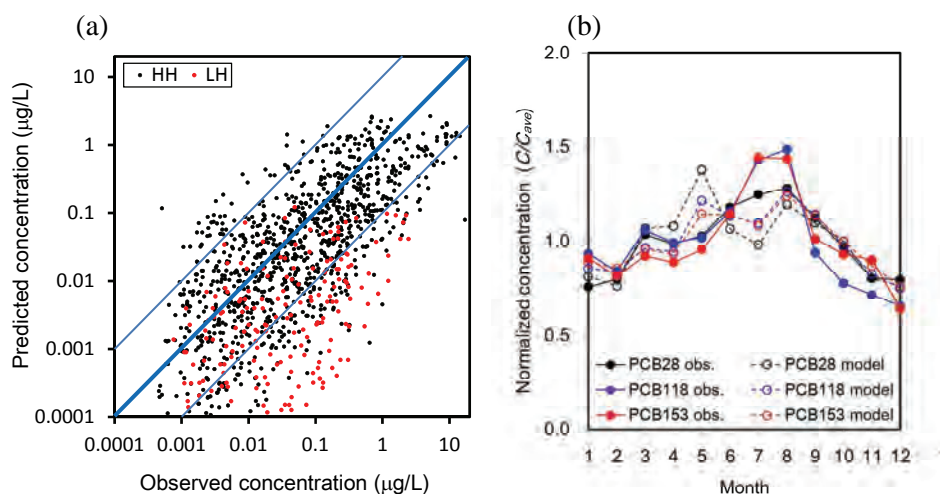 (a)
HH LH
Predicted concentration (µg/L)
10
1
0.1
0.01
0.001
0.0001
0.0001 0.001 0.01 0.1 1 10
Observed concentration (µg/L)
(b)
Normalized concentration (C/Cave)
2.0
1.5
1.0
0.5
0.0
PCB28 obs. PCB28 model
PCB118 obs. PCB118 model
PCB153 obs. PCB153 model
1 2 3 4 5 6 7 8 9 10 11 12
Month